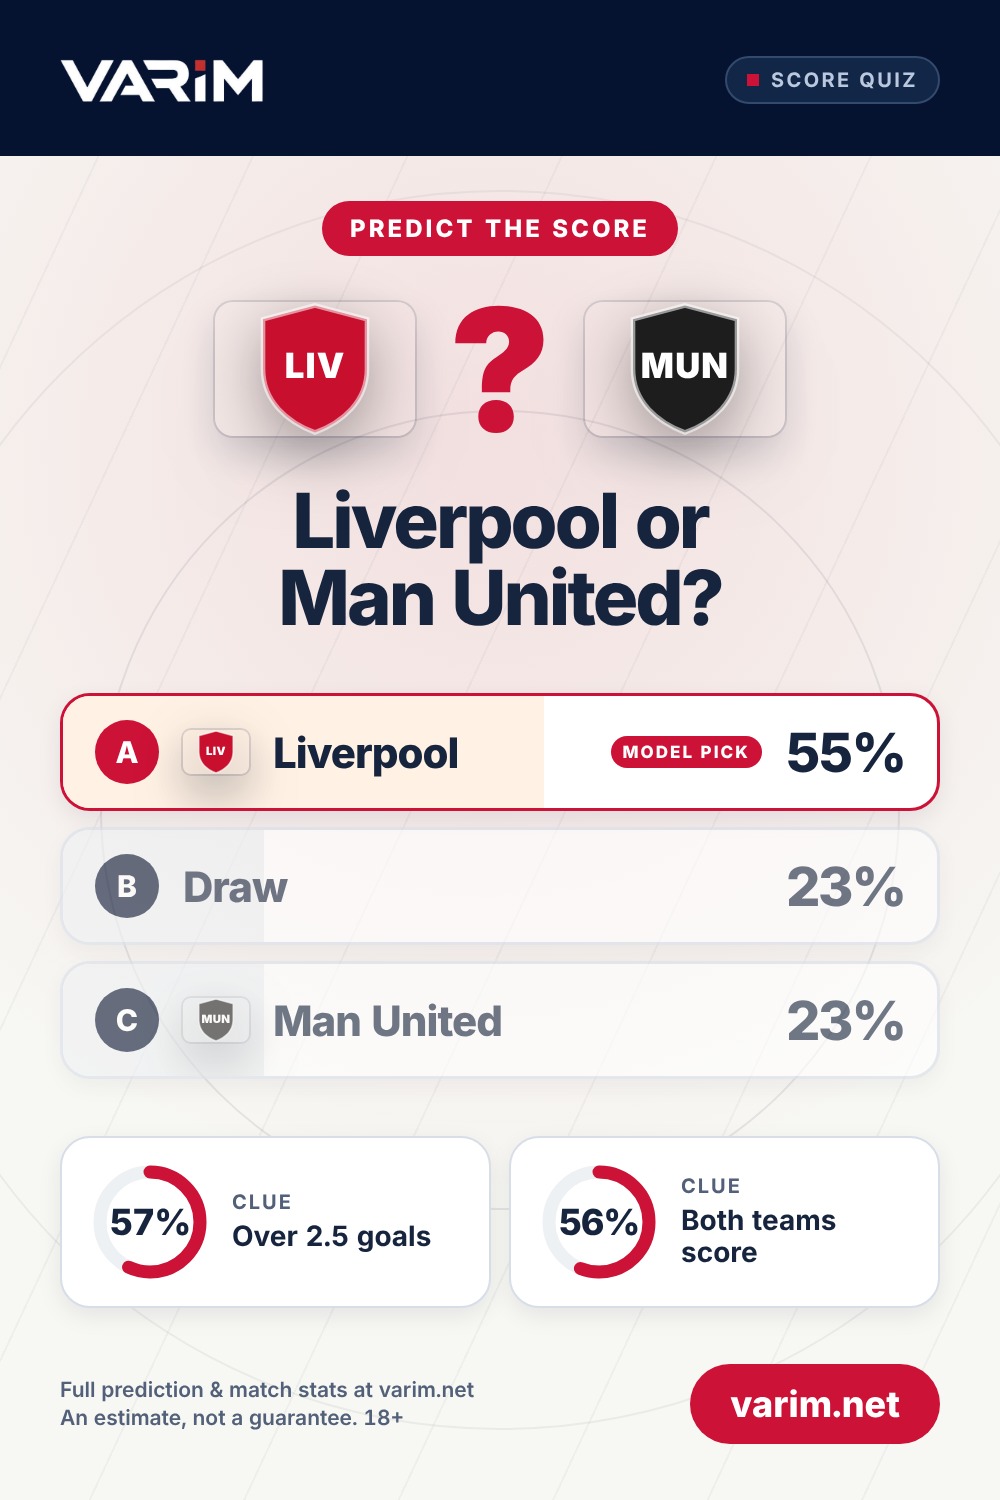 VARiM
SCORE QUIZ
PREDICT THE SCORE
LIV
?
MUN
Liverpool or
Man United?
A
LIV
Liverpool
MODEL PICK
55%
B
Draw
23%
C
MUN
Man United
23%
57%
CLUE
Over 2.5 goals
56%
CLUE
Both teams
score
Full prediction & match stats at varim.net
An estimate, not a guarantee. 18+
varim.net